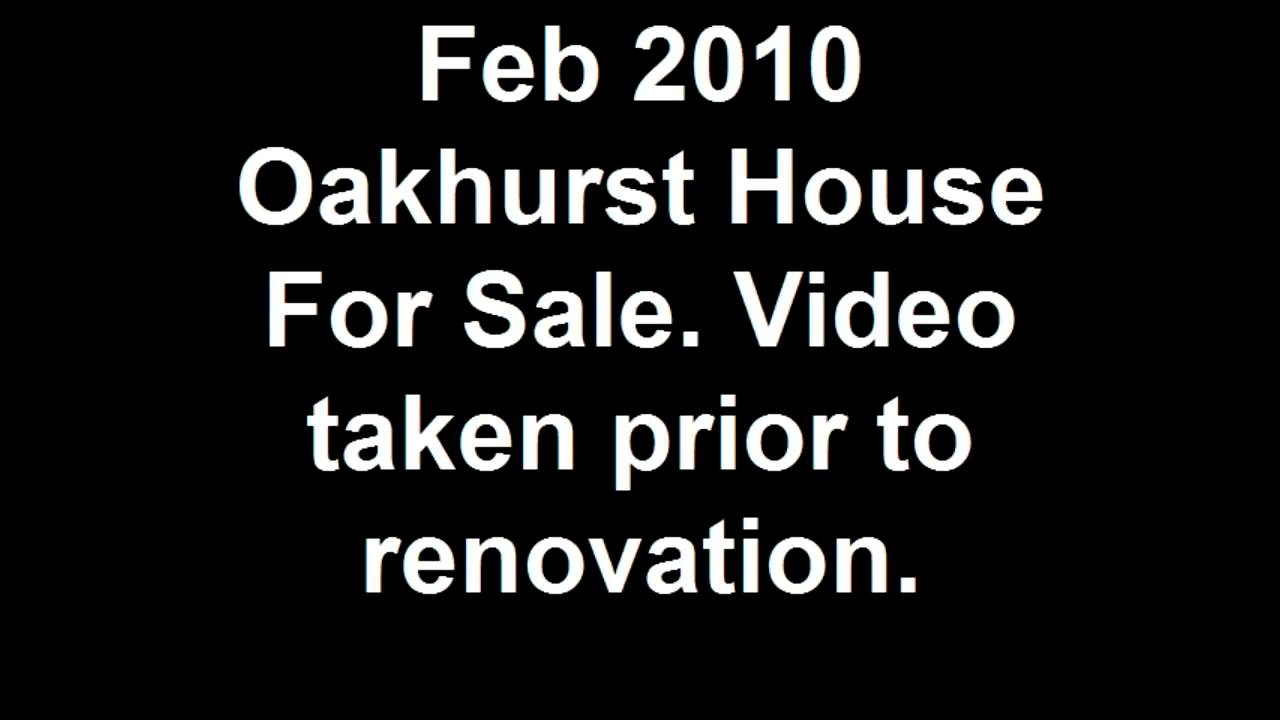 Feb 2010
Oakhurst House
For Sale. Video
taken prior to
renovation.